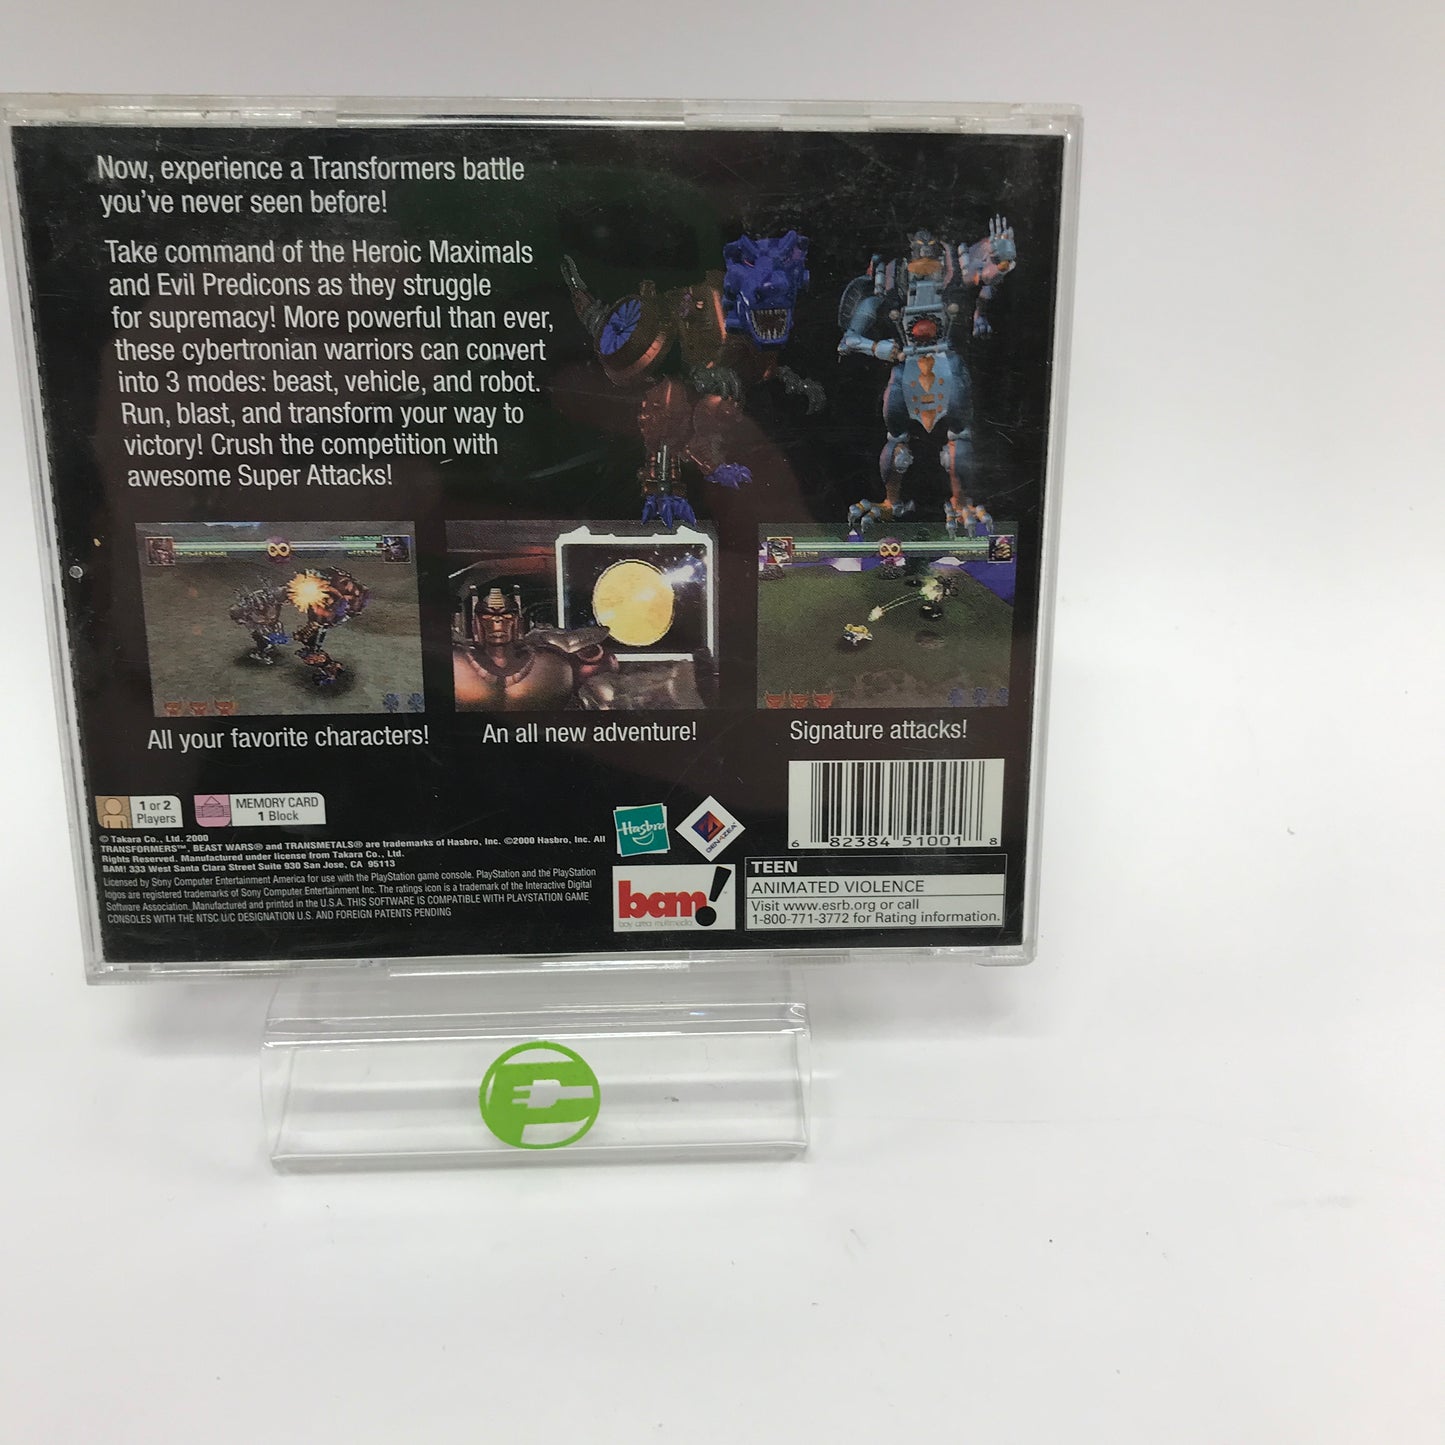 Now, experience a Transformers battle
you've never seen before!
Take command of the Heroic Maximals
and Evil Predicons as they struggle
for supremacy! More powerful than ever,
these cybertronian warriors can convert
into 3 modes: beast, vehicle, and robot.
Run, blast, and transform your way to
victory! Crush the competition with
awesome Super Attacks!
All your favorite characters!
An all new adventure!
Signature attacks!
1 or 2
Players
MEMORY CARD
1 Block
© Takara Co., Ltd. 2000
TRANSFORMERS™, BEAST WARS® and TRANSMETALS® are trademarks of Hasbro, Inc. ©2000 Hasbro, Inc. All
Rights Reserved. Manufactured under license from Takara Co., Ltd.
BAM! 333 West Santa Clara Street Suite 930 San Jose, CA 95113
Licensed by Sony Computer Entertainment America for use with the PlayStation game console. PlayStation and the PlayStation
logos are registered trademarks of Sony Computer Entertainment Inc. The ratings icon is a trademark of the Interactive Digital
Software Association. Manufactured and printed in the U.S.A. THIS SOFTWARE IS COMPATIBLE WITH PLAYSTATION GAME
CONSOLES WITH THE NTSC U/C DESIGNATION U.S. AND FOREIGN PATENTS PENDING
Hasbro
bam!
bay area multimedia
6 82384 51001 8
TEEN
ANIMATED VIOLENCE
Visit www.esrb.org or call
1-800-771-3772 for Rating information.